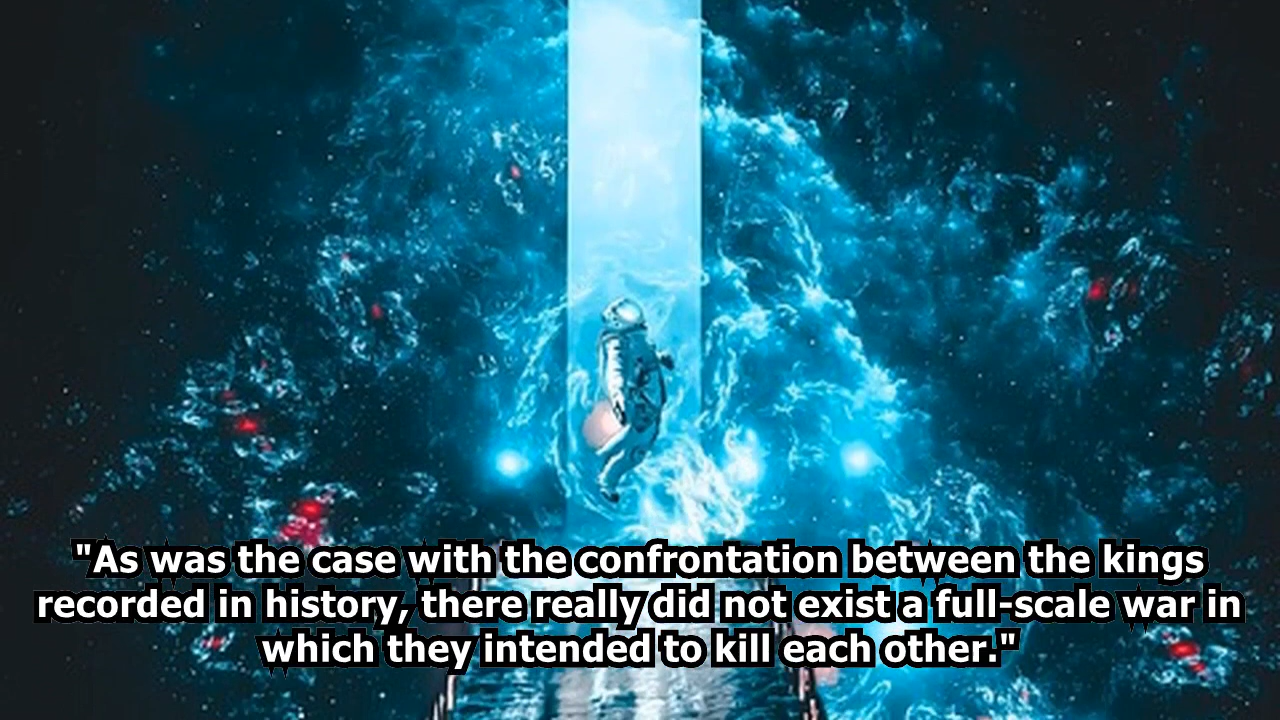 "As was the case with the confrontation between the kings
recorded in history, there really did not exist a full-scale war in
which they intended to kill each other."